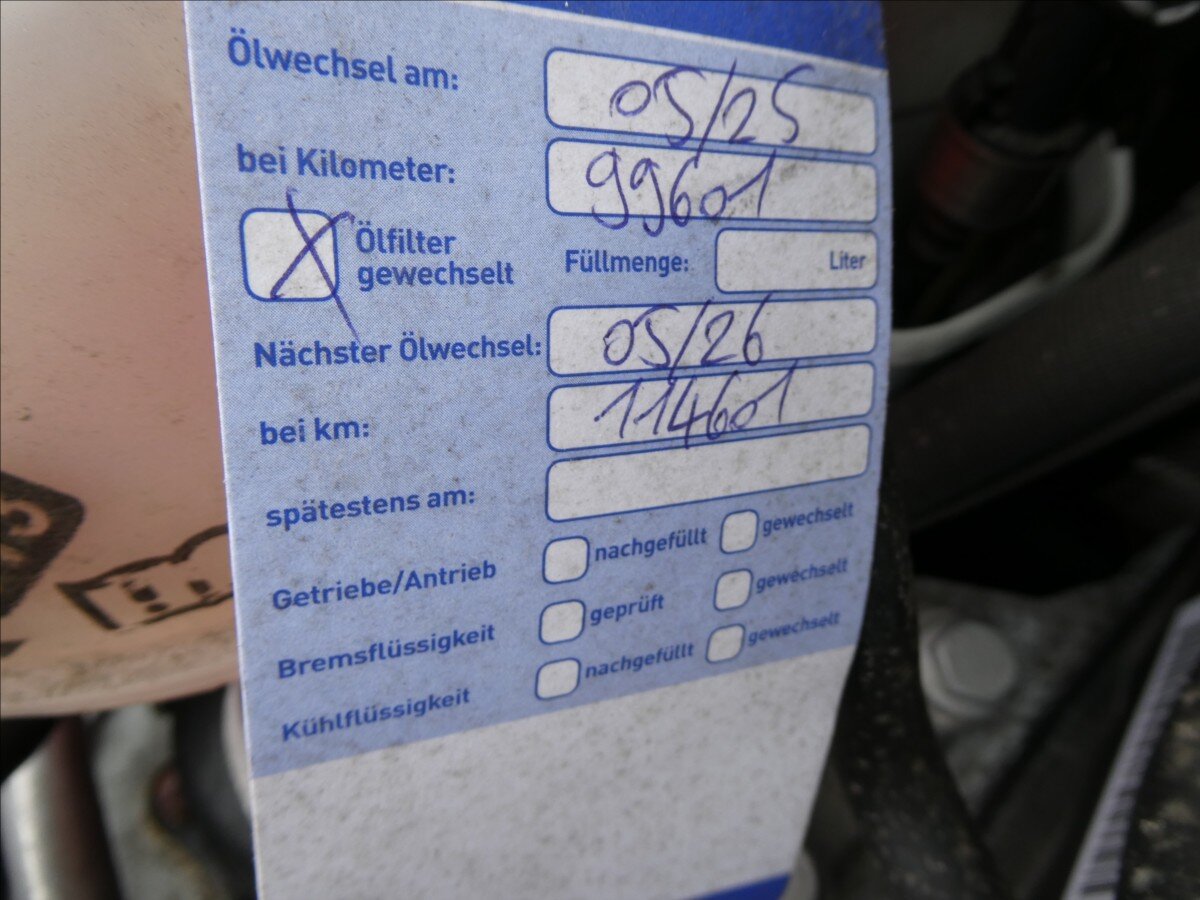 Ölwechsel am: 05/25
bei Kilometer: 99601
Ölfilter
gewechselt
Füllmenge: Liter
Nächster Ölwechsel: 05/26
bei km: 114601
spätestens am:
Getriebe/Antrieb nachgefüllt gewechselt
Bremsflüssigkeit geprüft gewechselt
Kühlflüssigkeit nachgefüllt gewechselt